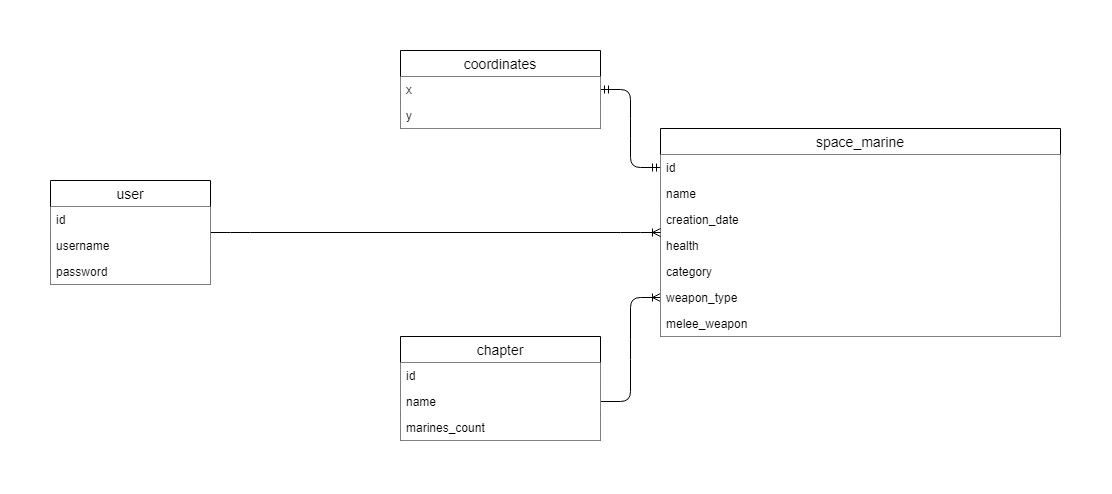 coordinates
x
y
space_marine
id
name
creation_date
health
category
weapon_type
melee_weapon
user
id
username
password
chapter
id
name
marines_count